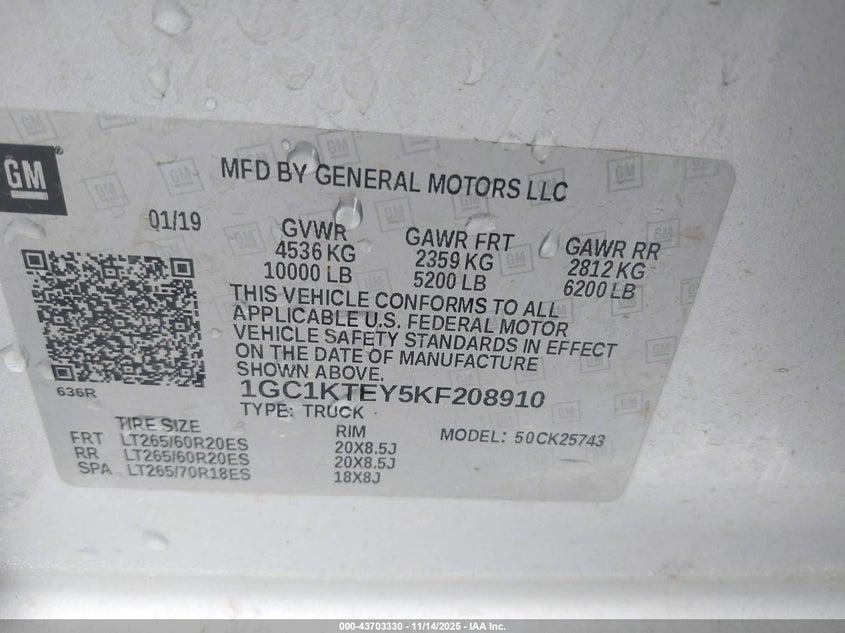 GM
MFD BY GENERAL MOTORS LLC
01/19
GVWR
4536 KG
10000 LB
GAWR FRT
2359 KG
5200 LB
GAWR RR
2812 KG
6200 LB
THIS VEHICLE CONFORMS TO ALL
APPLICABLE U.S. FEDERAL MOTOR
VEHICLE SAFETY STANDARDS IN EFFECT
ON THE DATE OF MANUFACTURE
SHOWN ABOVE.
636R
1GC1KTEY5KF208910
TYPE: TRUCK
MODEL: 50CK25743
TIRE SIZE RIM
FRT LT265/60R20ES 20X8.5J
RR LT265/60R20ES 20X8.5J
SPA LT265/70R18ES 18X8J
000-43703330 - 11/14/2025 - IAA Inc.